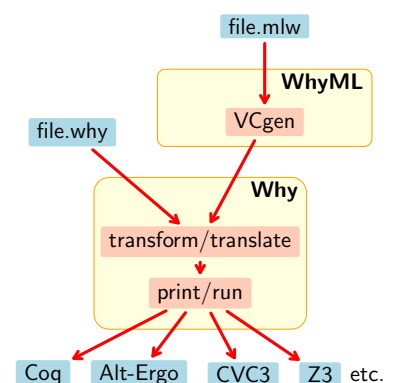 file.mlw
WhyML
VCgen
file.why
Why
transform/translate
print/run
Coq Alt-Ergo CVC3 Z3 etc.